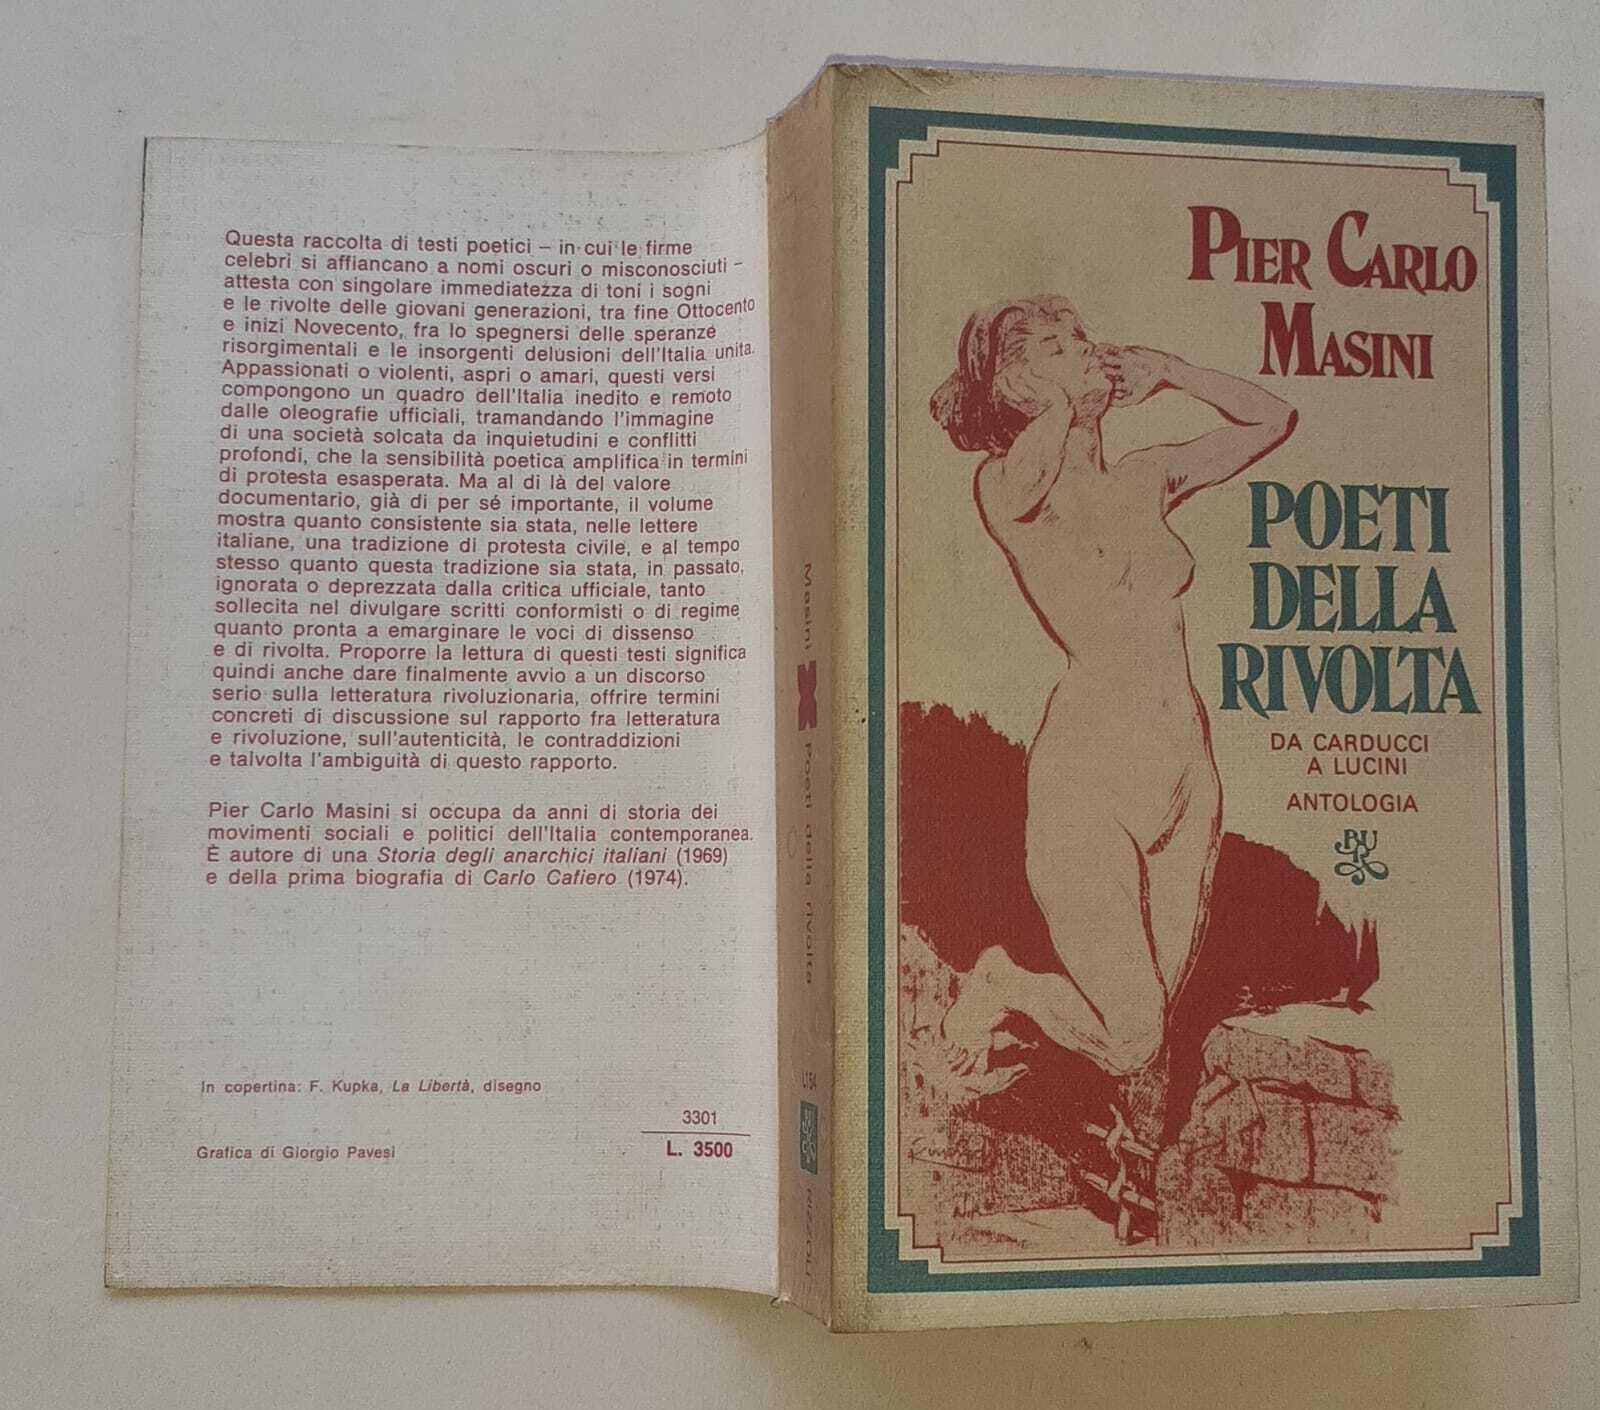 Questa raccolta di testi poetici – in cui le firme
celebri si affiancano a nomi oscuri o misconosciuti –
attesta con singolare immediatezza di toni i sogni
e le rivolte delle giovani generazioni, tra fine Ottocento
e inizi Novecento, fra lo spegnersi delle speranze
risorgimentali e le insorgenti delusioni dell'Italia unita.
Appassionati o violenti, aspri o amari, questi versi
compongono un quadro dell'Italia inedito e remoto
dalle oleografie ufficiali, tramandando l'immagine
di una società solcata da inquietudini e conflitti
profondi, che la sensibilità poetica amplifica in termini
di protesta esasperata. Ma al di là del valore
documentario, già di per sé importante, il volume
mostra quanto consistente sia stata, nelle lettere
italiane, una tradizione di protesta civile, e al tempo
stesso quanto questa tradizione sia stata, in passato,
ignorata o deprezzata dalla critica ufficiale, tanto
sollecita nel divulgare scritti conformisti o di regime
quanto pronta a emarginare le voci di dissenso
e di rivolta. Proporre la lettura di questi testi significa
quindi anche dare finalmente avvio a un discorso
serio sulla letteratura rivoluzionaria, offrire termini
concreti di discussione sul rapporto fra letteratura
e rivoluzione, sull'autenticità, le contraddizioni
e talvolta l'ambiguità di questo rapporto.
Pier Carlo Masini si occupa da anni di storia dei
movimenti sociali e politici dell'Italia contemporanea.
È autore di una Storia degli anarchici italiani (1969)
e della prima biografia di Carlo Cafiero (1974).
In copertina: F. Kupka, La Libertà, disegno
3301
L. 3500
Grafica di Giorgio Pavesi
Masini Poeti della rivolta
RIZZOLI
PIER CARLO
MASINI
POETI
DELLA
RIVOLTA
DA CARDUCCI
A LUCINI
ANTOLOGIA
BUR